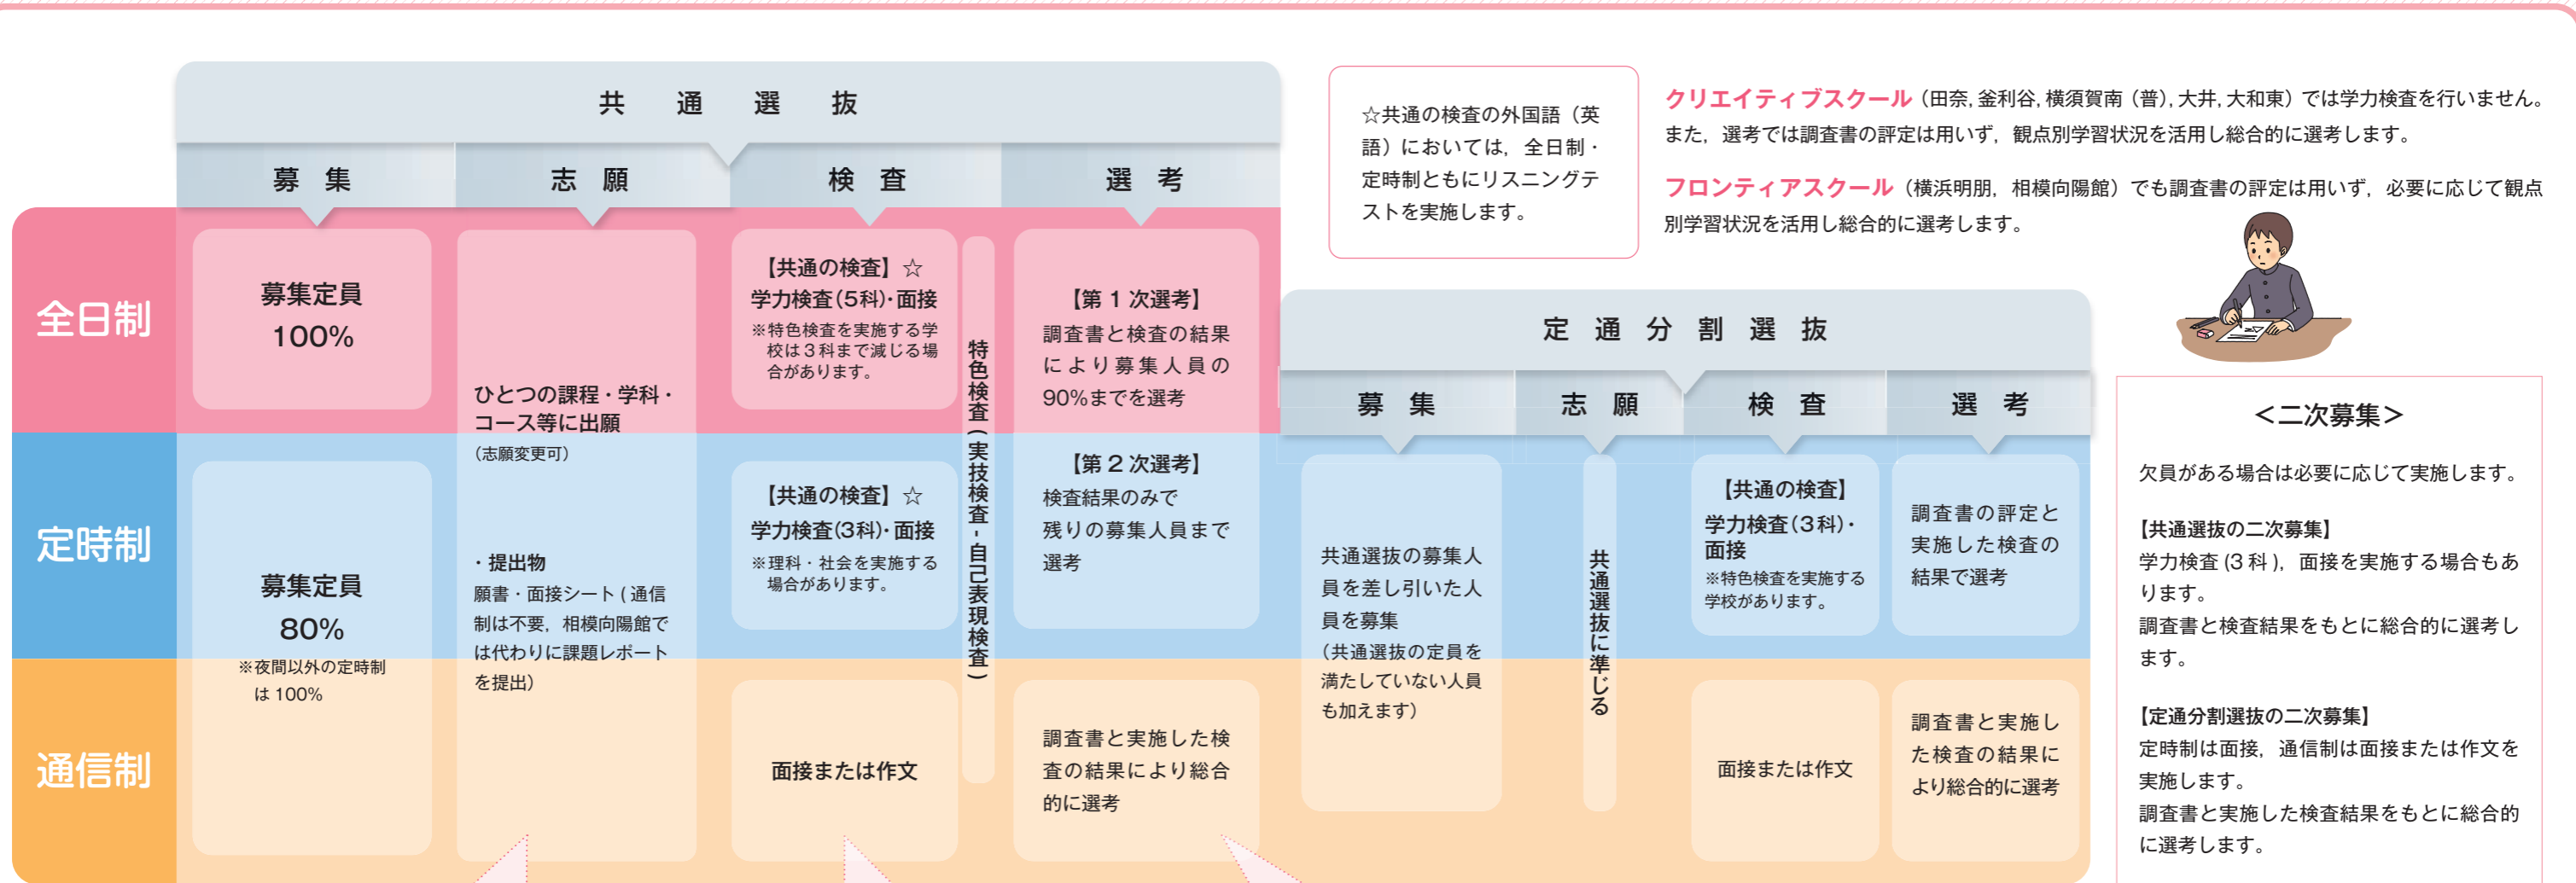 共通選抜
募集
志願
検査
選考
全日制
募集定員
100%
定時制
募集定員
80%
※夜間以外の定時制
は 100%
通信制
ひとつの課程・学科・
コース等に出願
（志願変更可）
・提出物
願書・面接シート ( 通信
制は不要，相模向陽館で
は代わりに課題レポート
を提出）
【共通の検査】☆
学力検査(５科)・面接
※特色検査を実施する学
校は３科まで減じる場
合があります。
【共通の検査】☆
学力検査(3科)・面接
※理科・社会を実施する
場合があります。
面接または作文
特色検査(実技検査・自己表現検査)
【第 1 次選考】
調査書と検査の結果
により募集人員の
90%までを選考
【第 2 次選考】
検査結果のみで
残りの募集人員まで
選考
調査書と実施した検
査の結果により総合
的に選考
☆共通の検査の外国語（英
語）においては，全日制・
定時制ともにリスニングテ
ストを実施します。
クリエイティブスクール（田奈, 釜利谷, 横須賀南（普）, 大井, 大和東）では学力検査を行いません。
また，選考では調査書の評定は用いず，観点別学習状況を活用し総合的に選考します。
フロンティアスクール（横浜明朋，相模向陽館）でも調査書の評定は用いず，必要に応じて観点
別学習状況を活用し総合的に選考します。
定通分割選抜
募集
志願
検査
選考
共通選抜の募集人
員を差し引いた人
員を募集
（共通選抜の定員を
満たしていない人員
も加えます）
共通選抜に準じる
【共通の検査】
学力検査(３科)・
面接
※特色検査を実施する
学校があります。
面接または作文
調査書の評定と
実施した検査の
結果で選考
調査書と実施し
た検査の結果に
より総合的に選考
＜二次募集＞
欠員がある場合は必要に応じて実施します。
【共通選抜の二次募集】
学力検査 (3 科 )，面接を実施する場合もあ
ります。
調査書と検査結果をもとに総合的に選考し
ます。
【定通分割選抜の二次募集】
定時制は面接，通信制は面接または作文を
実施します。
調査書と実施した検査結果をもとに総合的
に選考します。